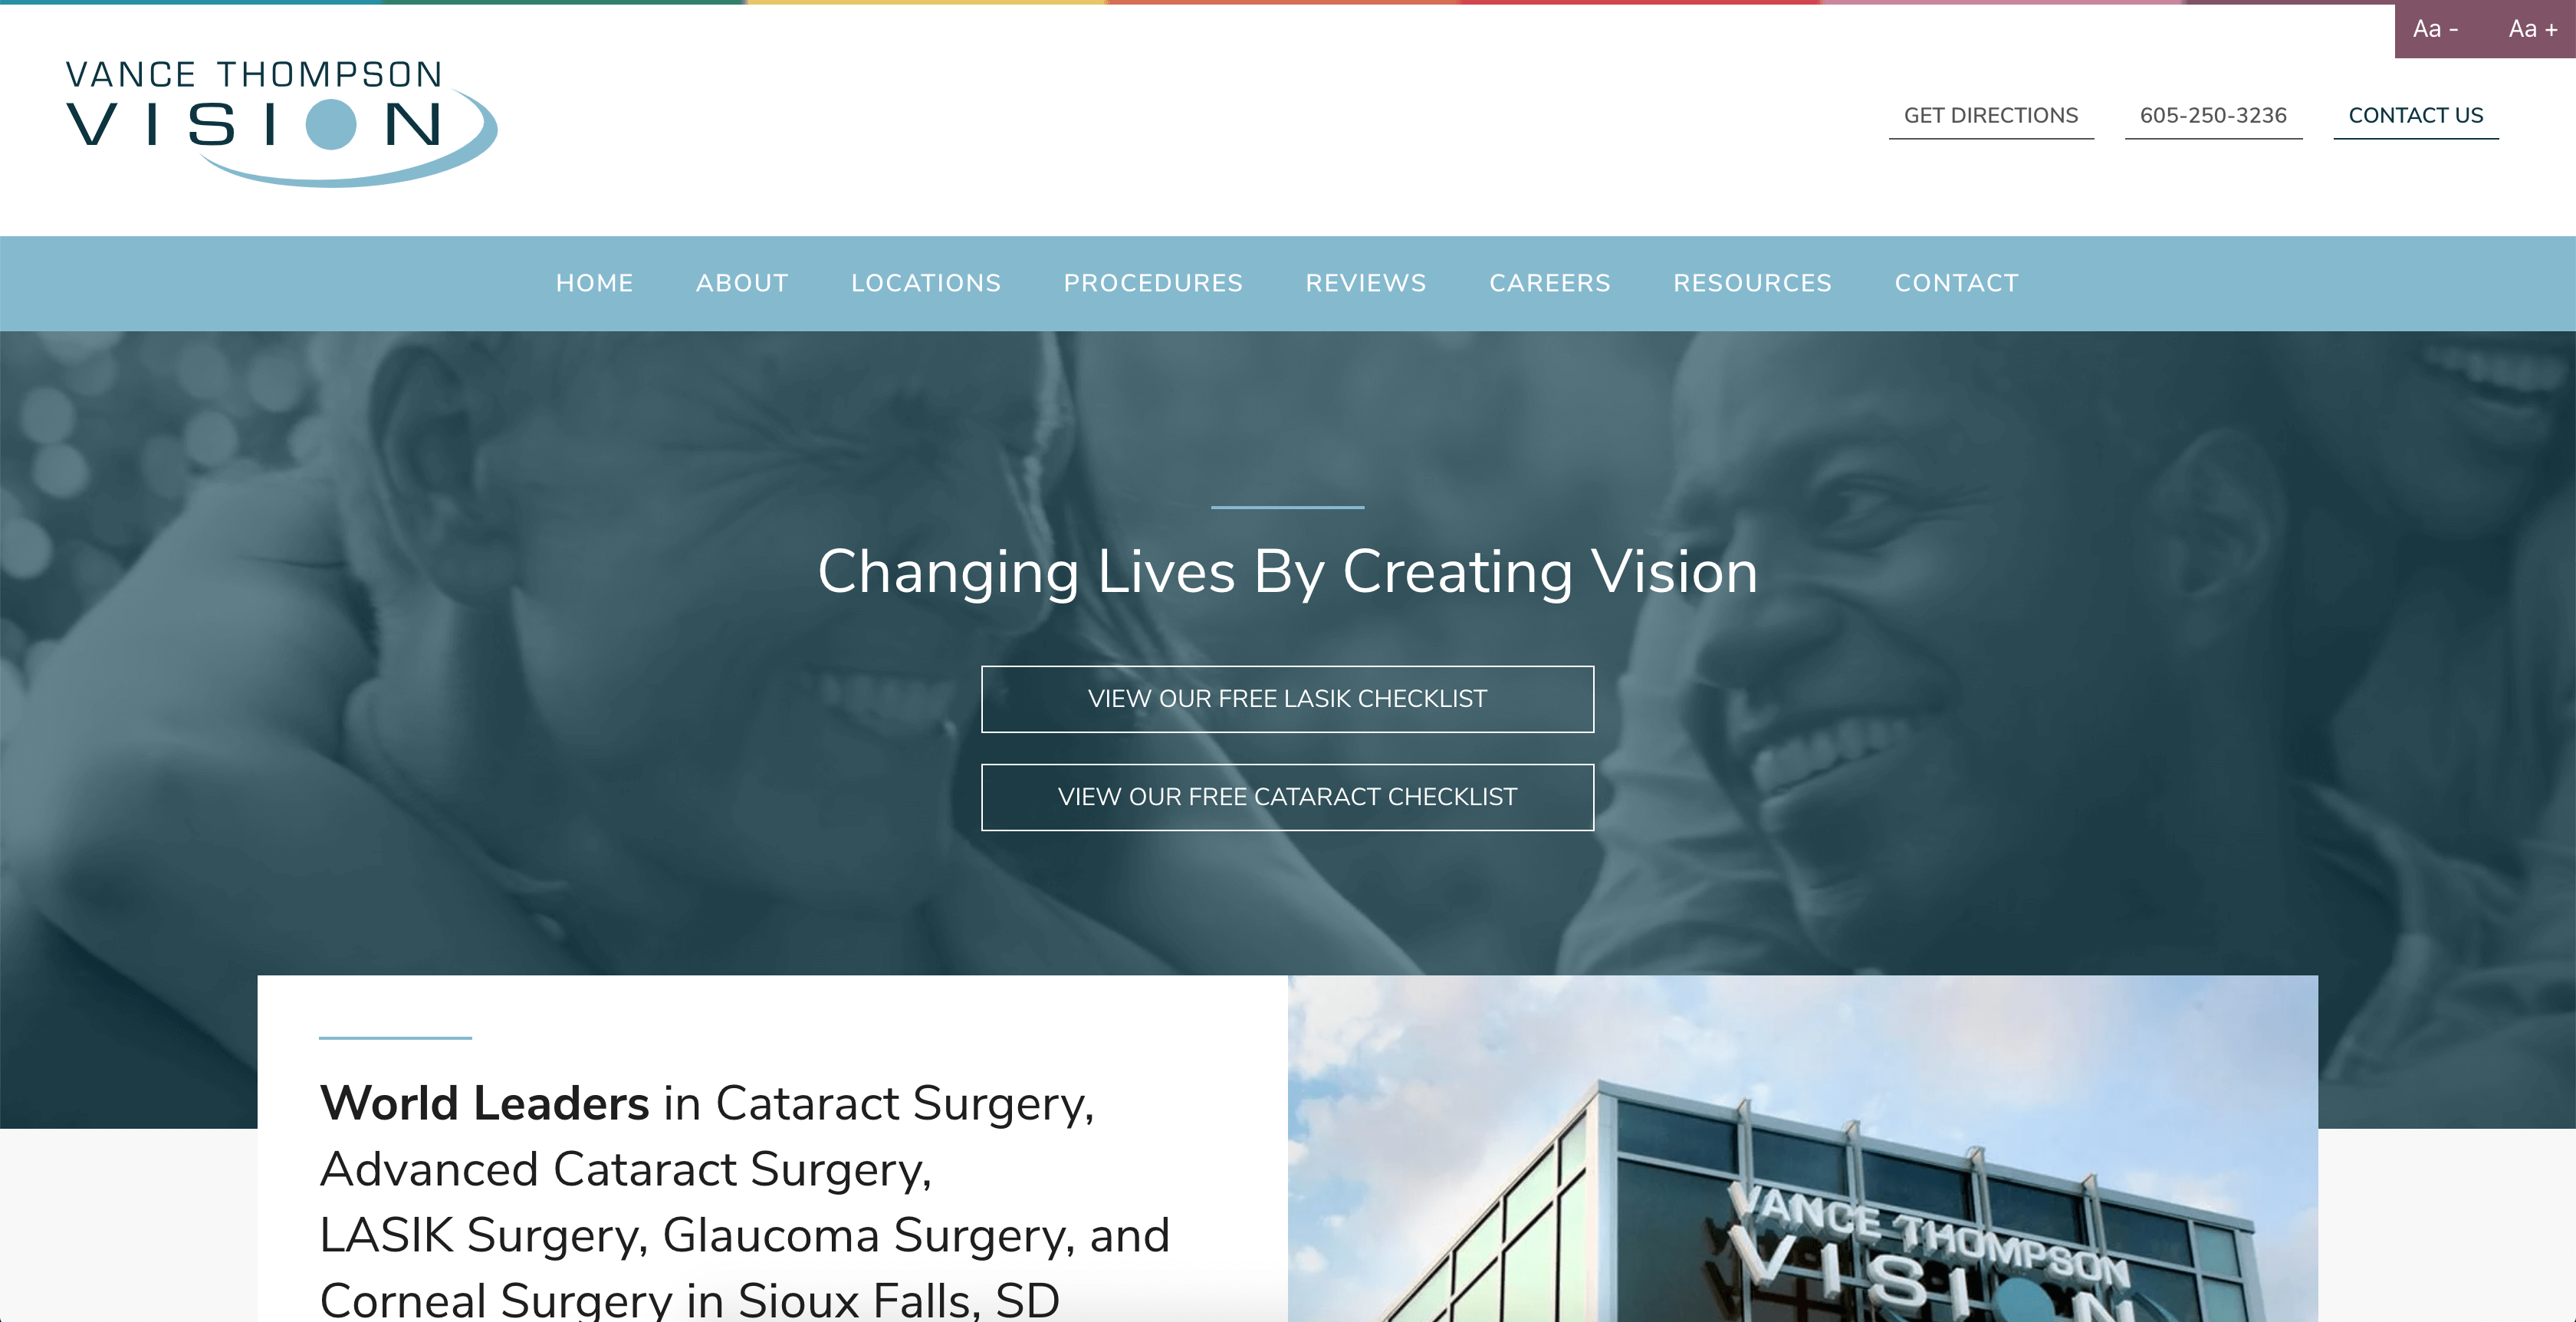 Aa -
Aa +
VANCE THOMPSON
VISION
GET DIRECTIONS
605-250-3236
CONTACT US
HOME
ABOUT
LOCATIONS
PROCEDURES
REVIEWS
CAREERS
RESOURCES
CONTACT
Changing Lives By Creating Vision
VIEW OUR FREE LASIK CHECKLIST
VIEW OUR FREE CATARACT CHECKLIST
World Leaders in Cataract Surgery,
Advanced Cataract Surgery,
LASIK Surgery, Glaucoma Surgery, and
Corneal Surgery in Sioux Falls, SD
VANCE THOMPSON
VISION